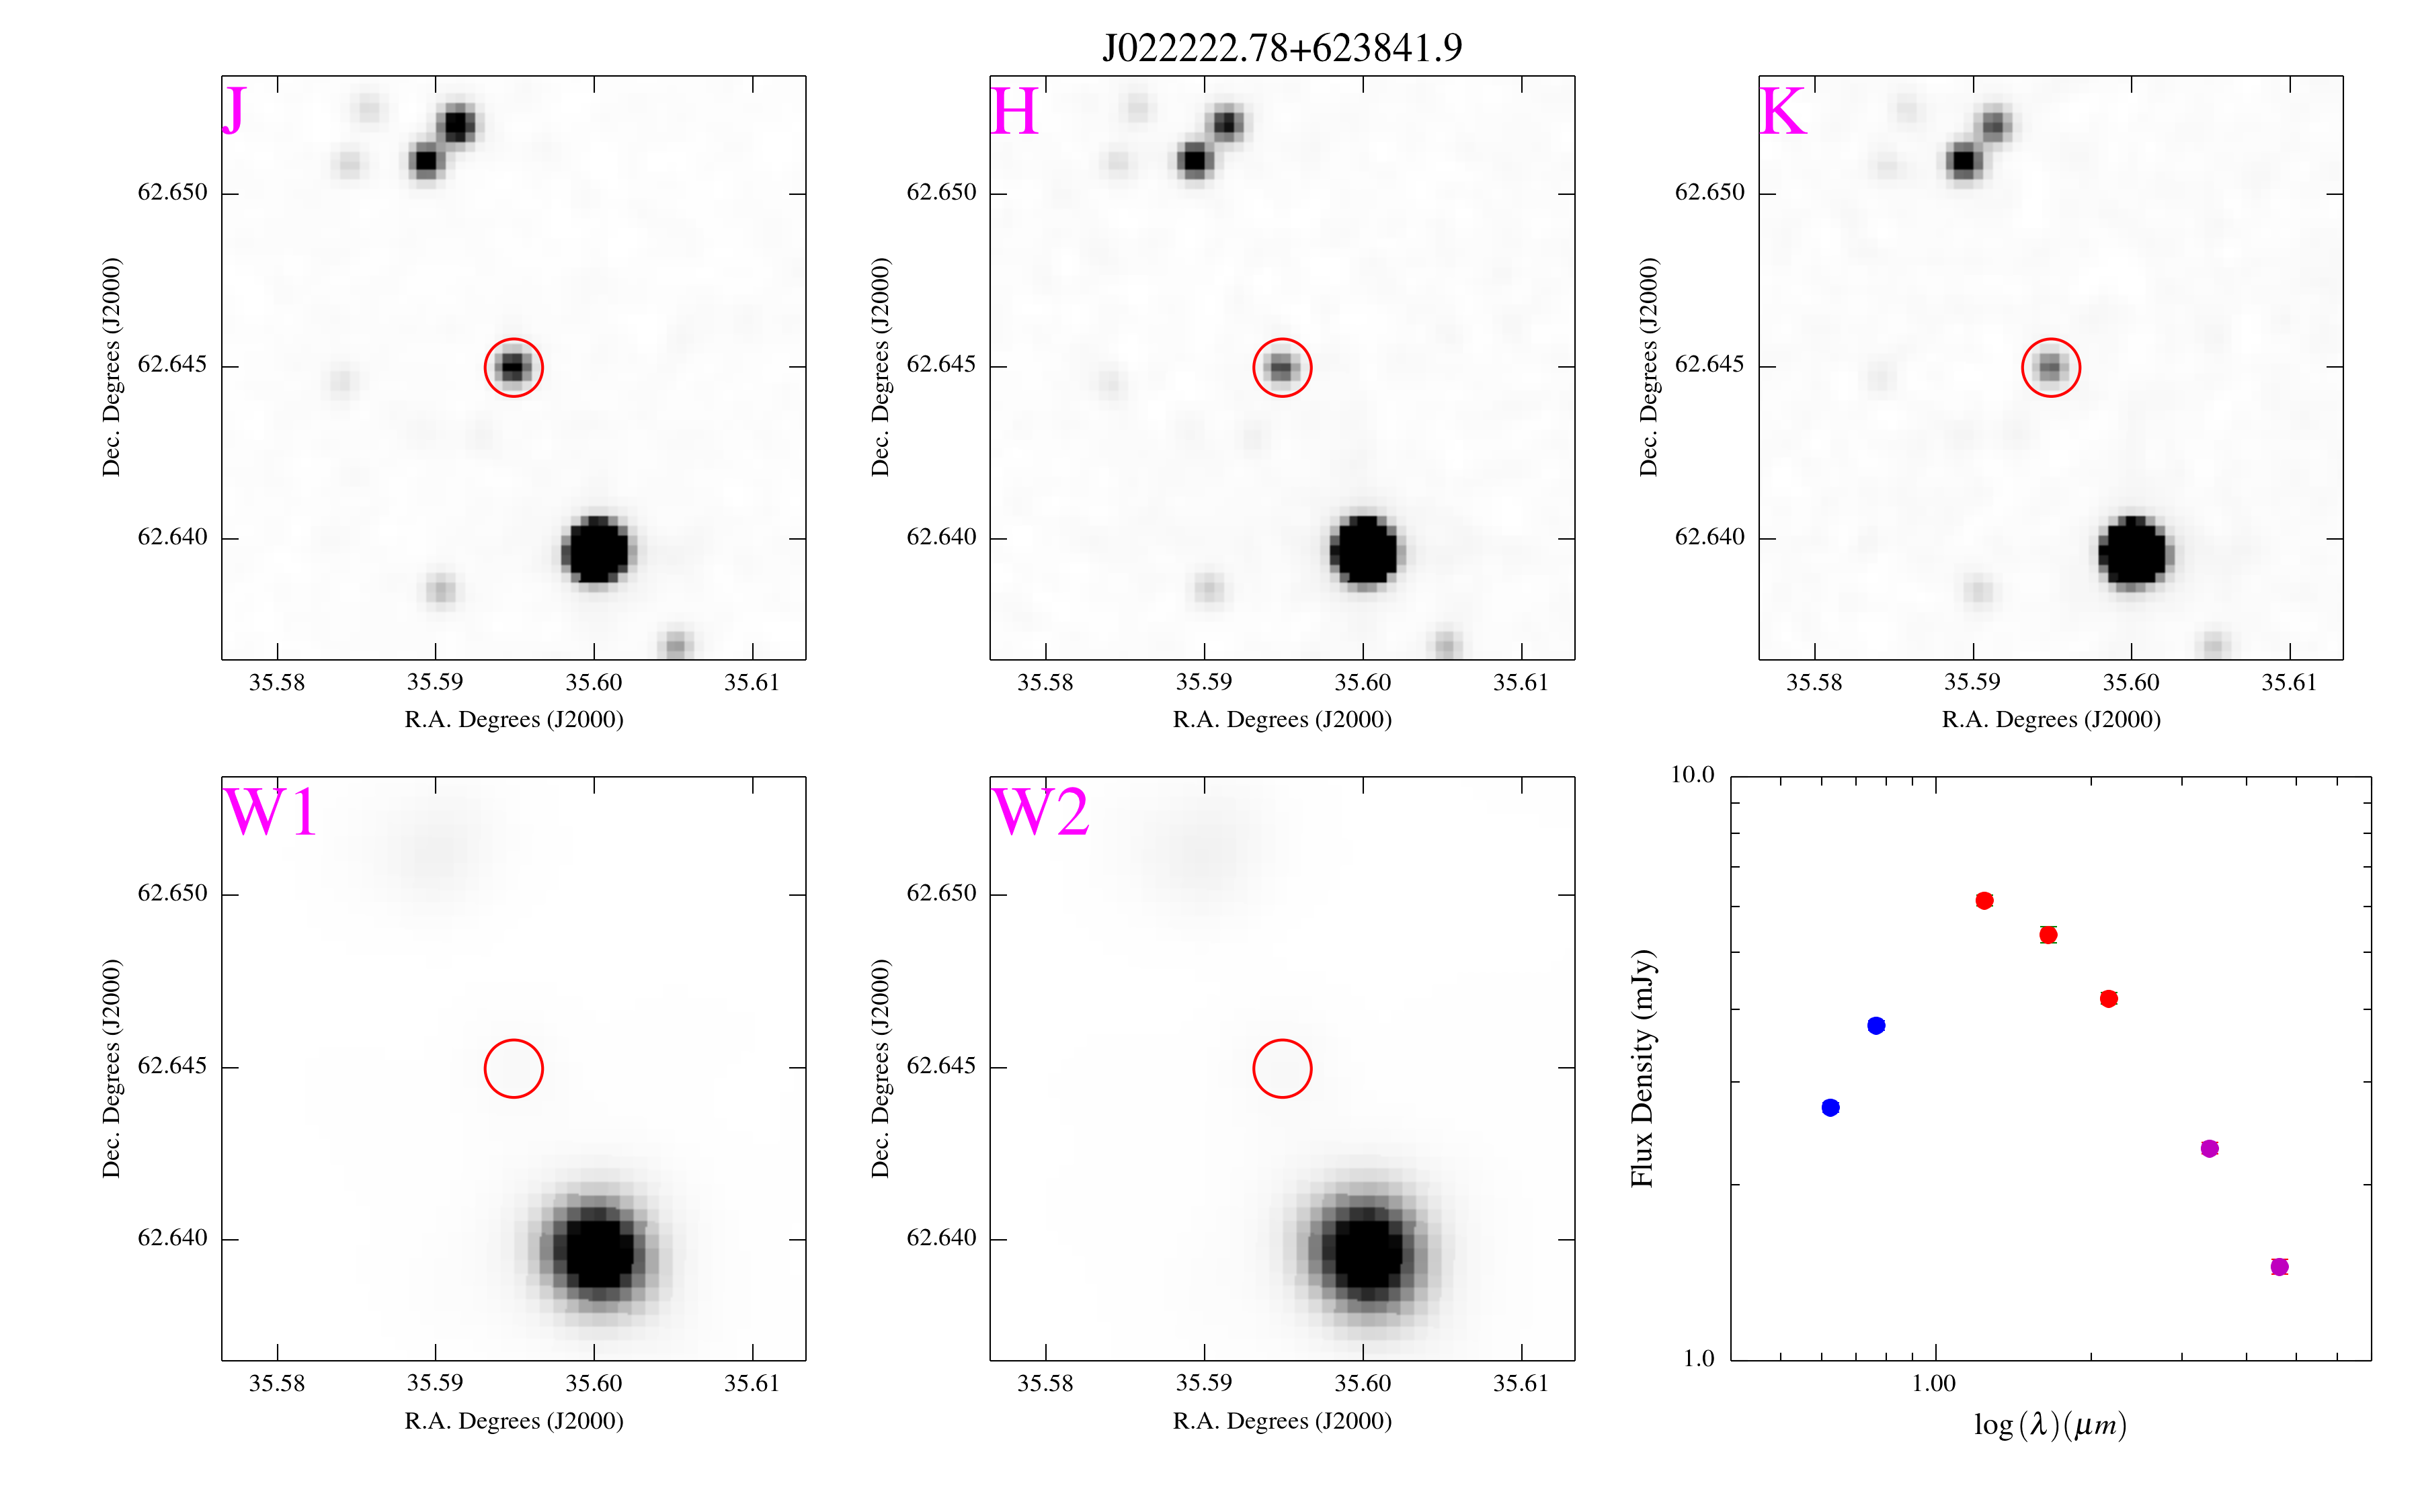 J022222.78+623841.9
J
H
K
62.650
62.645
62.640
Dec. Degrees (J2000)
35.58 35.59 35.60 35.61
R.A. Degrees (J2000)
62.650
62.645
62.640
Dec. Degrees (J2000)
35.58 35.59 35.60 35.61
R.A. Degrees (J2000)
62.650
62.645
62.640
Dec. Degrees (J2000)
35.58 35.59 35.60 35.61
R.A. Degrees (J2000)
W1
62.650
62.645
62.640
Dec. Degrees (J2000)
35.58 35.59 35.60 35.61
R.A. Degrees (J2000)
W2
62.650
62.645
62.640
Dec. Degrees (J2000)
35.58 35.59 35.60 35.61
R.A. Degrees (J2000)
10.0
1.0
Flux Density (mJy)
1.00
log(λ)(μm)